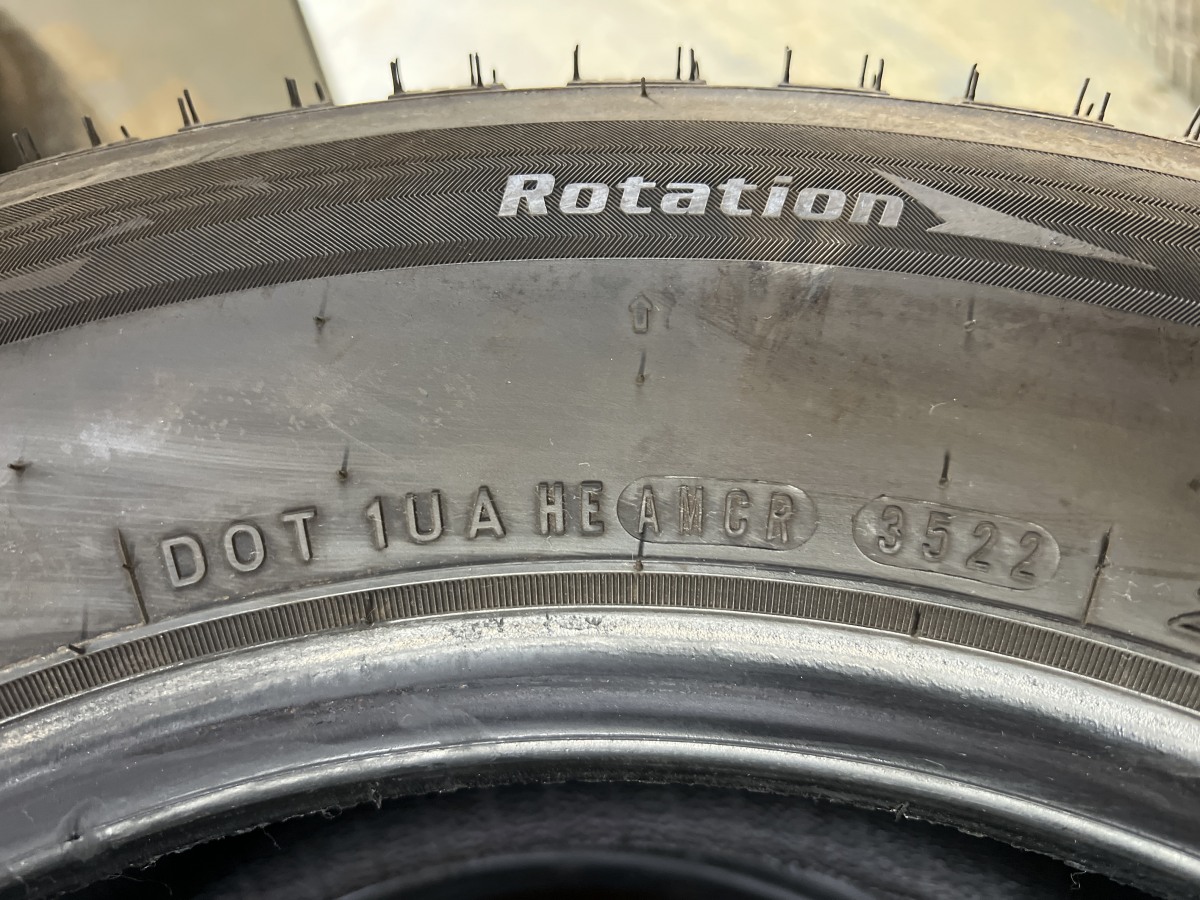 Rotation
DOT 1UA HE AMCR 3522